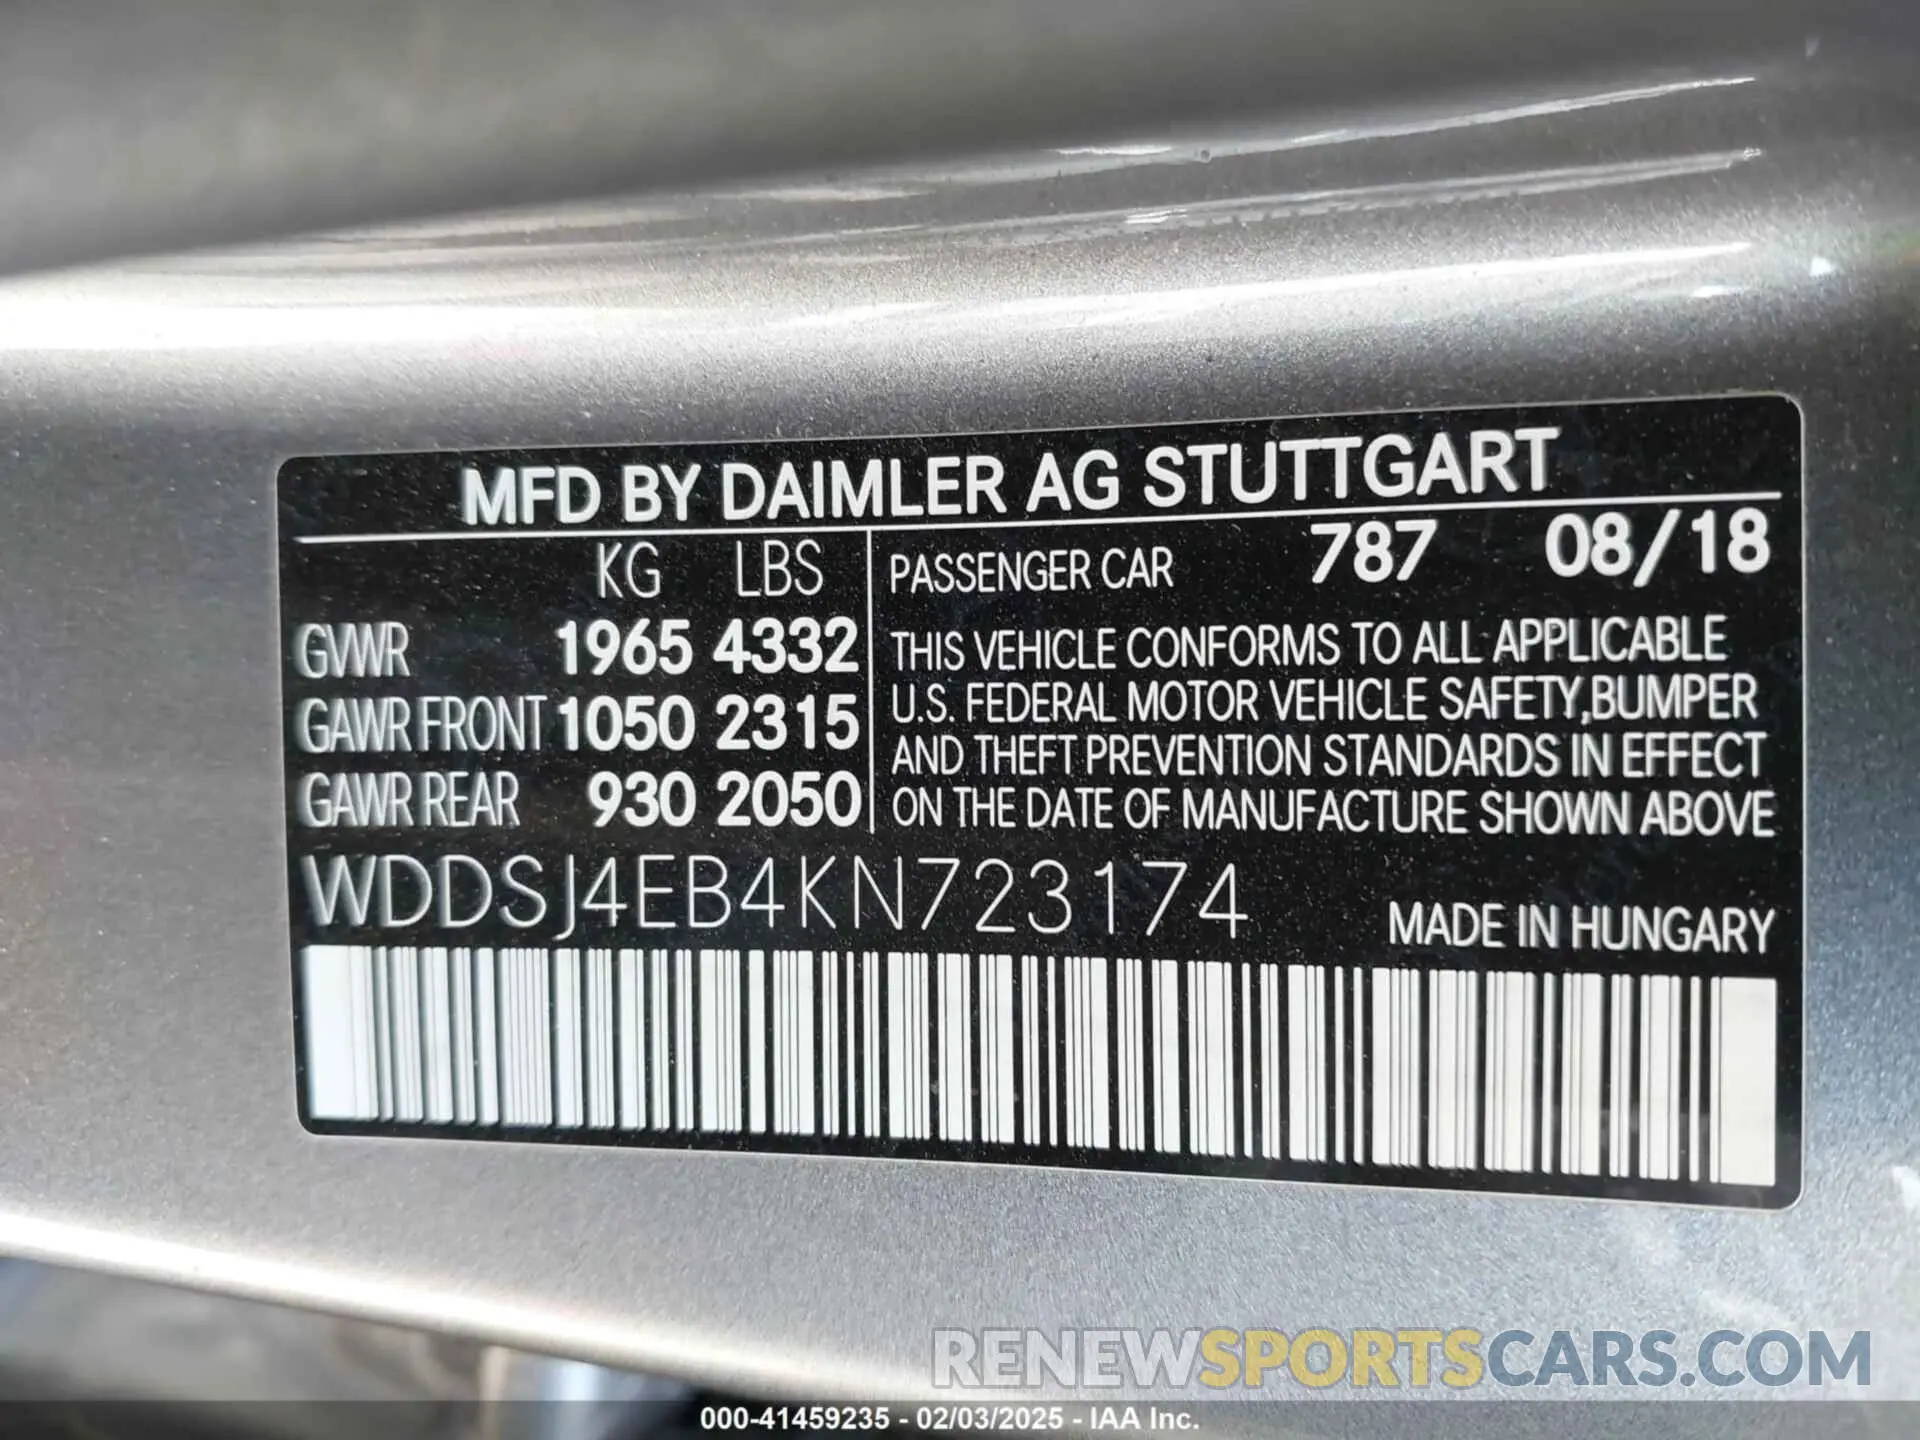 MFD BY DAIMLER AG STUTTGART
KG LBS
GVWR 1965 4332
GAWR FRONT 1050 2315
GAWR REAR 930 2050
PASSENGER CAR 787 08/18
THIS VEHICLE CONFORMS TO ALL APPLICABLE
U.S. FEDERAL MOTOR VEHICLE SAFETY,BUMPER
AND THEFT PREVENTION STANDARDS IN EFFECT
ON THE DATE OF MANUFACTURE SHOWN ABOVE
WDDSJ4EB4KN723174
MADE IN HUNGARY
RENEWSPORTSCARS.COM
000-41459235 - 02/03/2025 - IAA Inc.